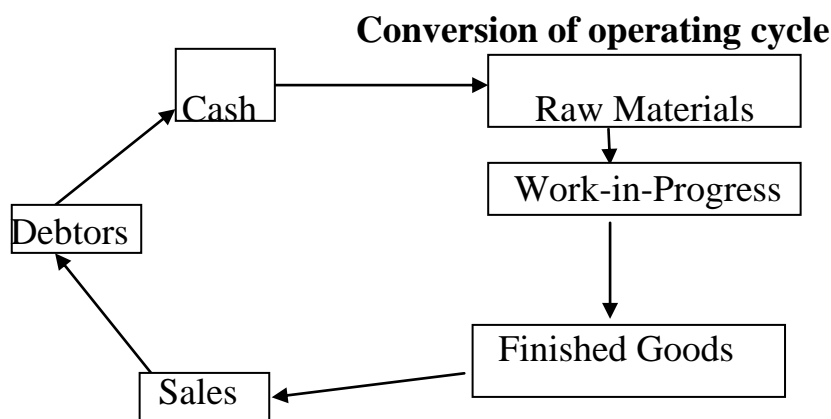 Conversion of operating cycle
Cash
Raw Materials
Work-in-Progress
Debtors
Finished Goods
Sales